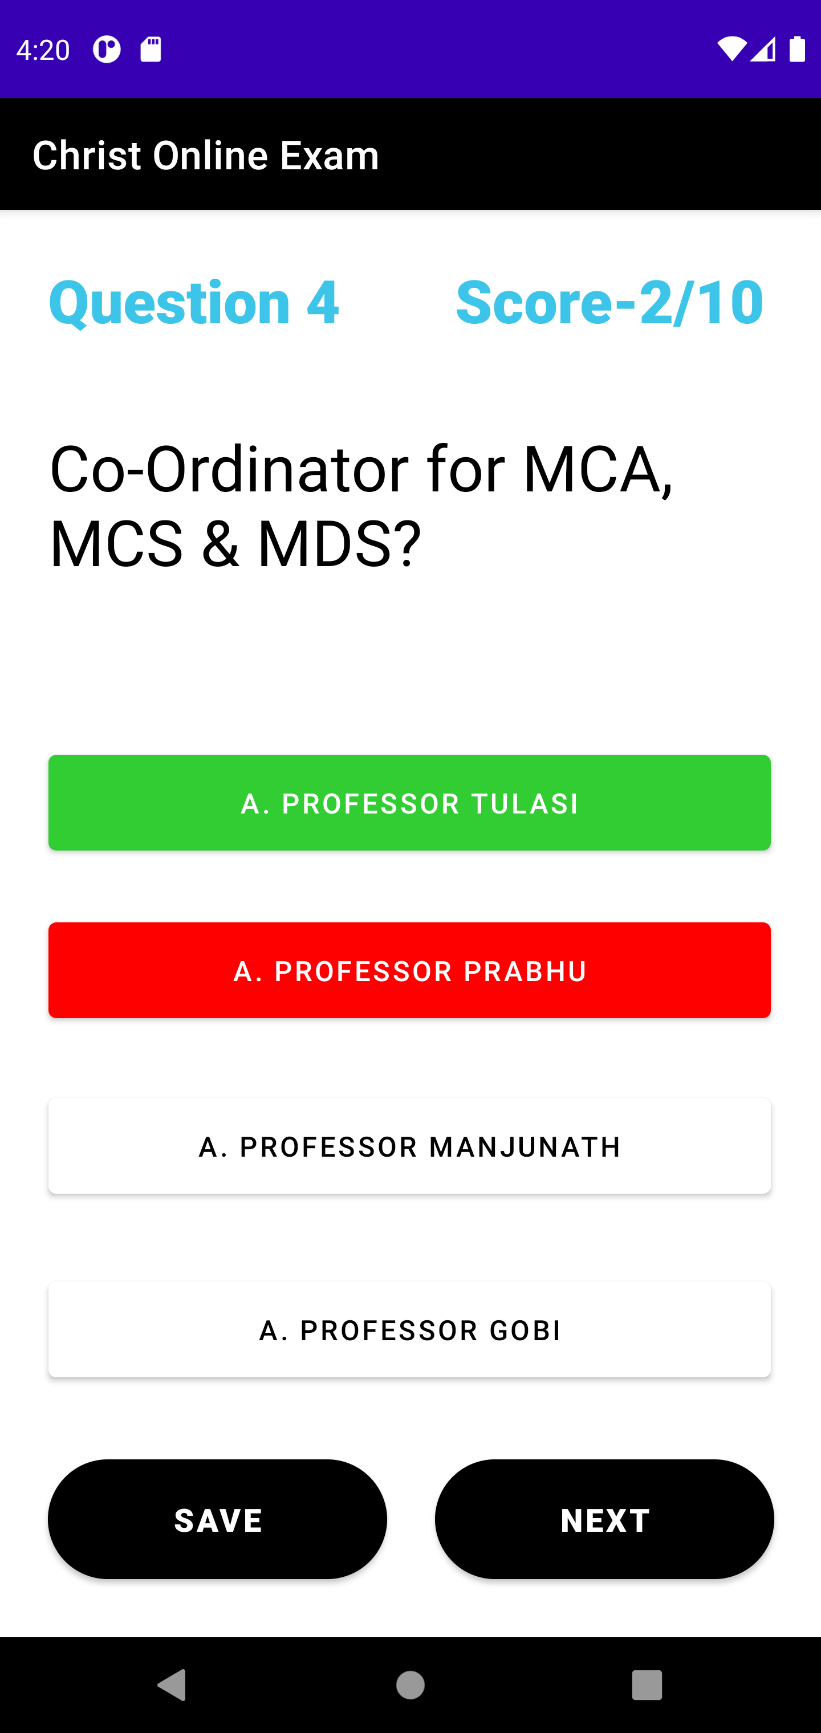 4:20
Christ Online Exam
Question 4
Score-2/10
Co-Ordinator for MCA,
MCS & MDS?
A. PROFESSOR TULASI
A. PROFESSOR PRABHU
A. PROFESSOR MANJUNATH
A. PROFESSOR GOBI
SAVE
NEXT